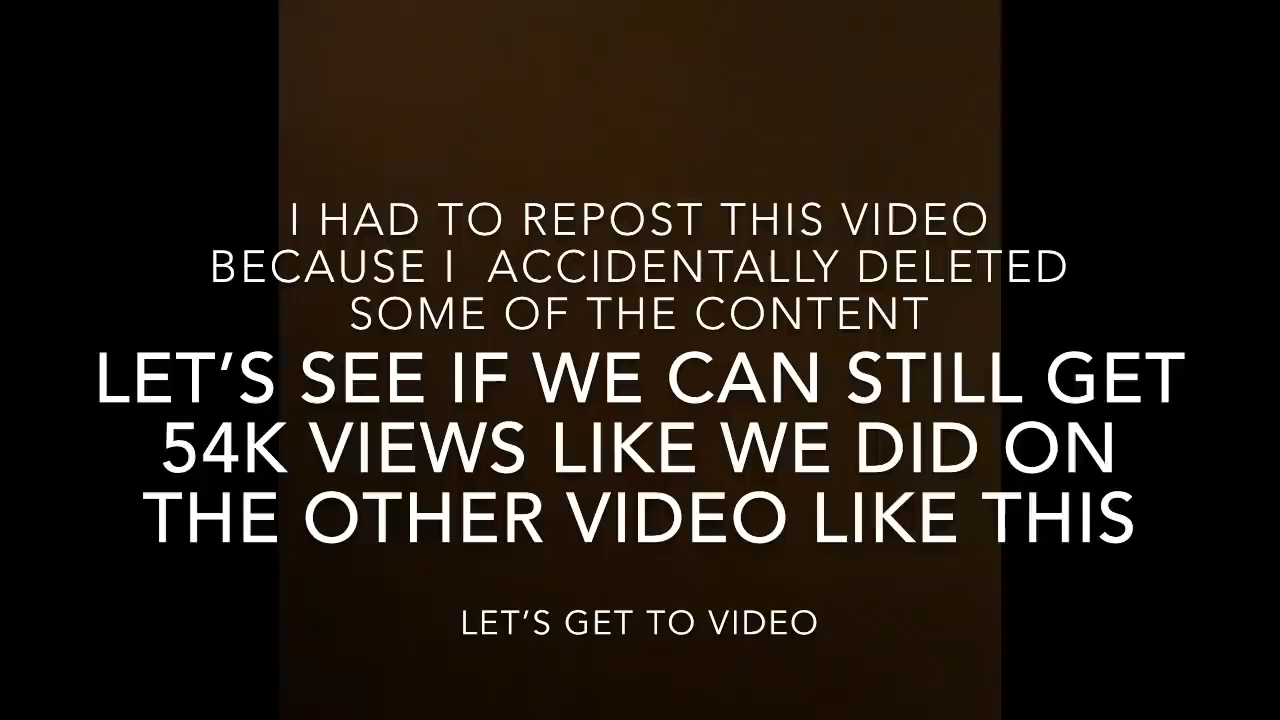 I HAD TO REPOST THIS VIDEO
BECAUSE I  ACCIDENTALLY DELETED
SOME OF THE CONTENT
LET’S SEE IF WE CAN STILL GET
54K VIEWS LIKE WE DID ON
THE OTHER VIDEO LIKE THIS
LET’S GET TO VIDEO